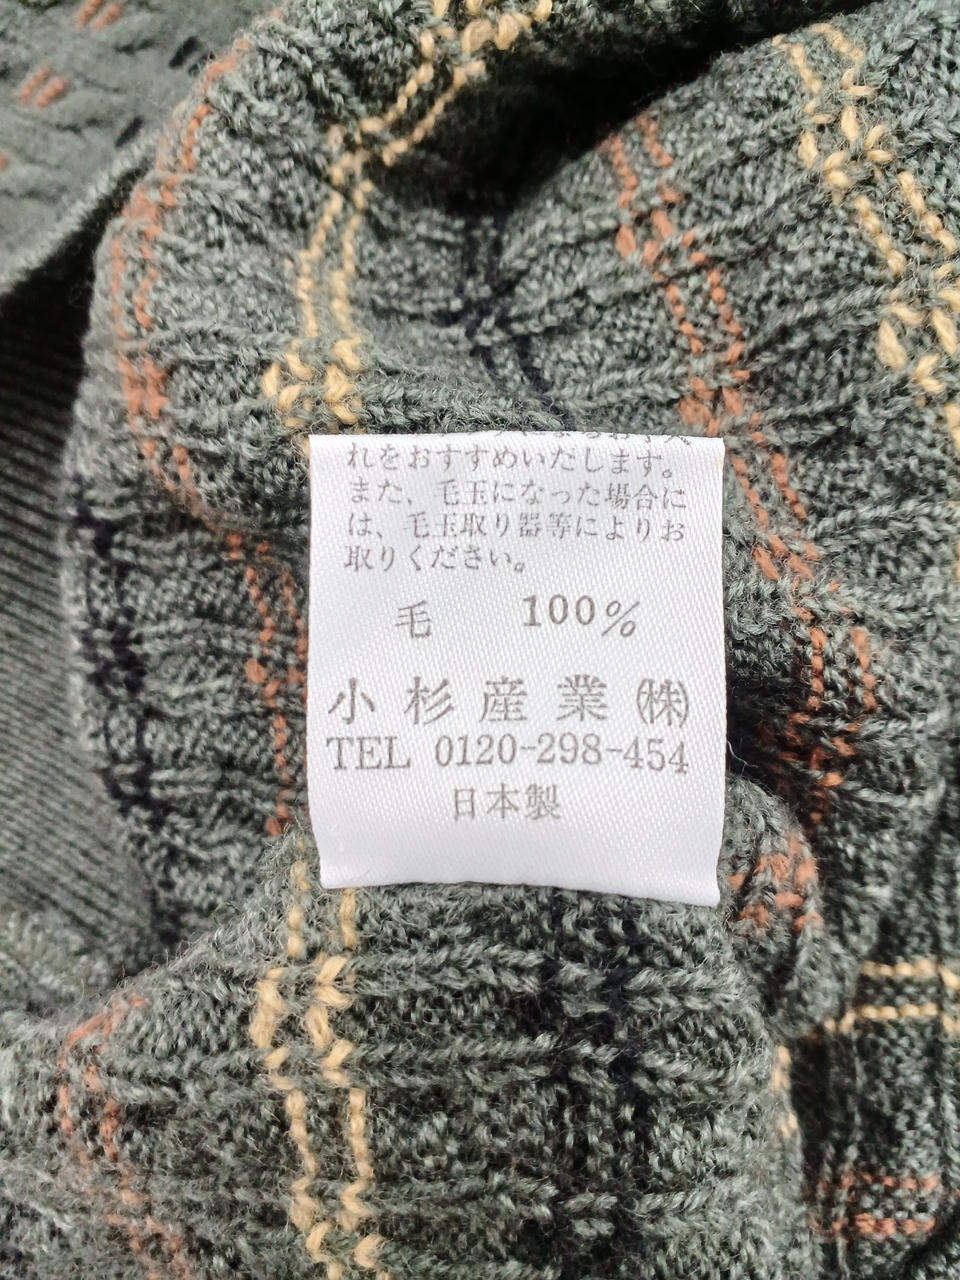 れをおすすめいたします。
また、毛玉になった場合に
は、毛玉取り器等によりお
取りください。
毛 100%
小杉産業㈱
TEL 0120-298-454
日本製